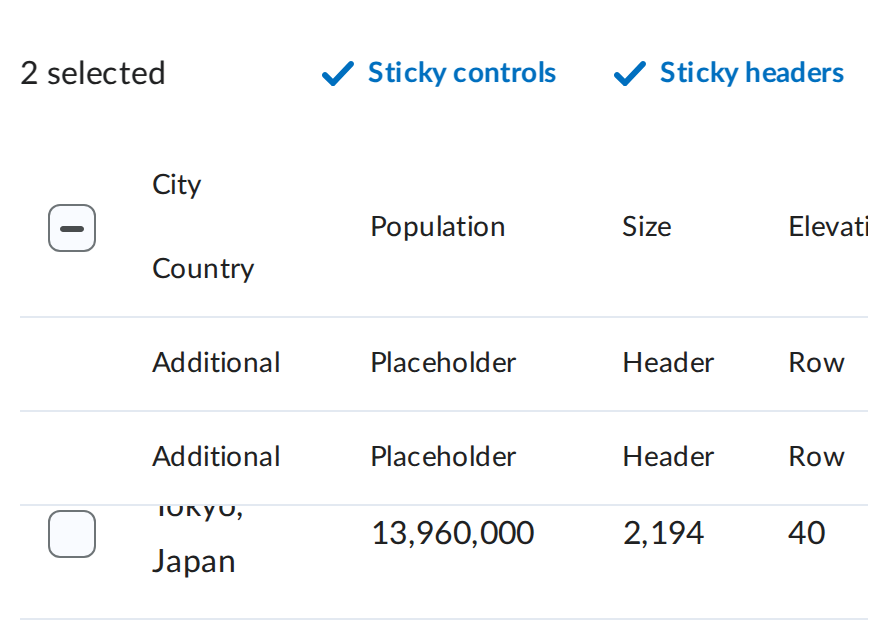 2 selected Sticky controls Sticky headers
City
Country
Population Size Elevati
Additional Placeholder Header Row
Additional Placeholder Header Row
Tokyo,
Japan
13,960,000 2,194 40